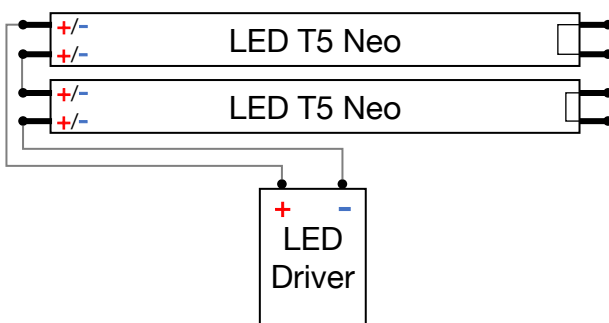 +/-
LED T5 Neo
+/-
+/-
LED T5 Neo
+/-
+ -
LED
Driver